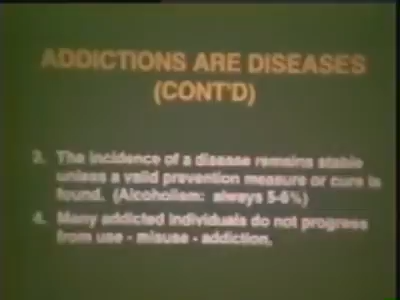 ADDICTIONS ARE DISEASES
(CONT'D)
3. The incidence of a disease remains stable
unless a valid prevention measure or cure is
found. (Alcoholism: always 5-6%)
4. Many addicted individuals do not progress
from use - misuse - addiction.